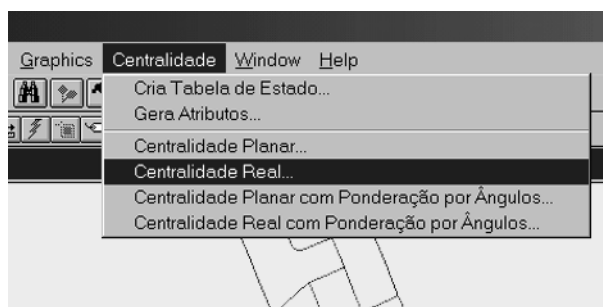 Graphics Centralidade Window Help
Cria Tabela de Estado...
Gera Atributos...
Centralidade Planar...
Centralidade Real...
Centralidade Planar com Ponderação por Ângulos...
Centralidade Real com Ponderação por Ângulos...